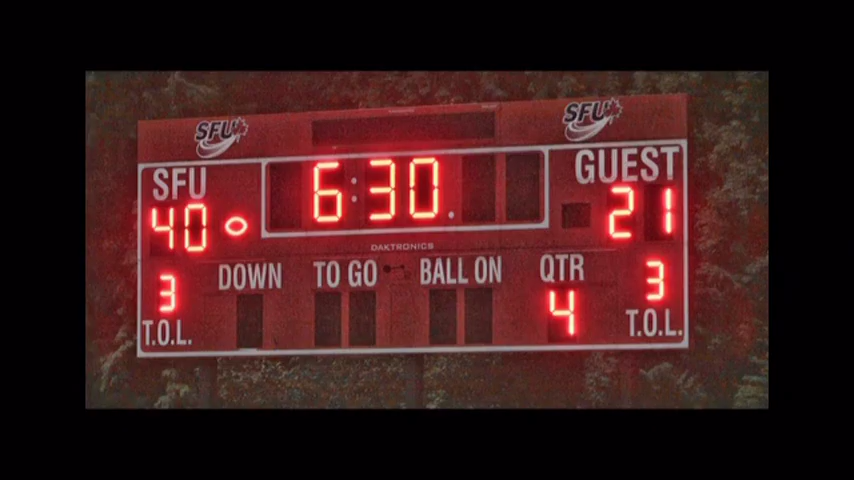 SFU SFU
SFU 6:30 GUEST
40 21
DAKTRONICS
3 DOWN TO GO BALL ON QTR 3
T.O.L. 4 T.O.L.